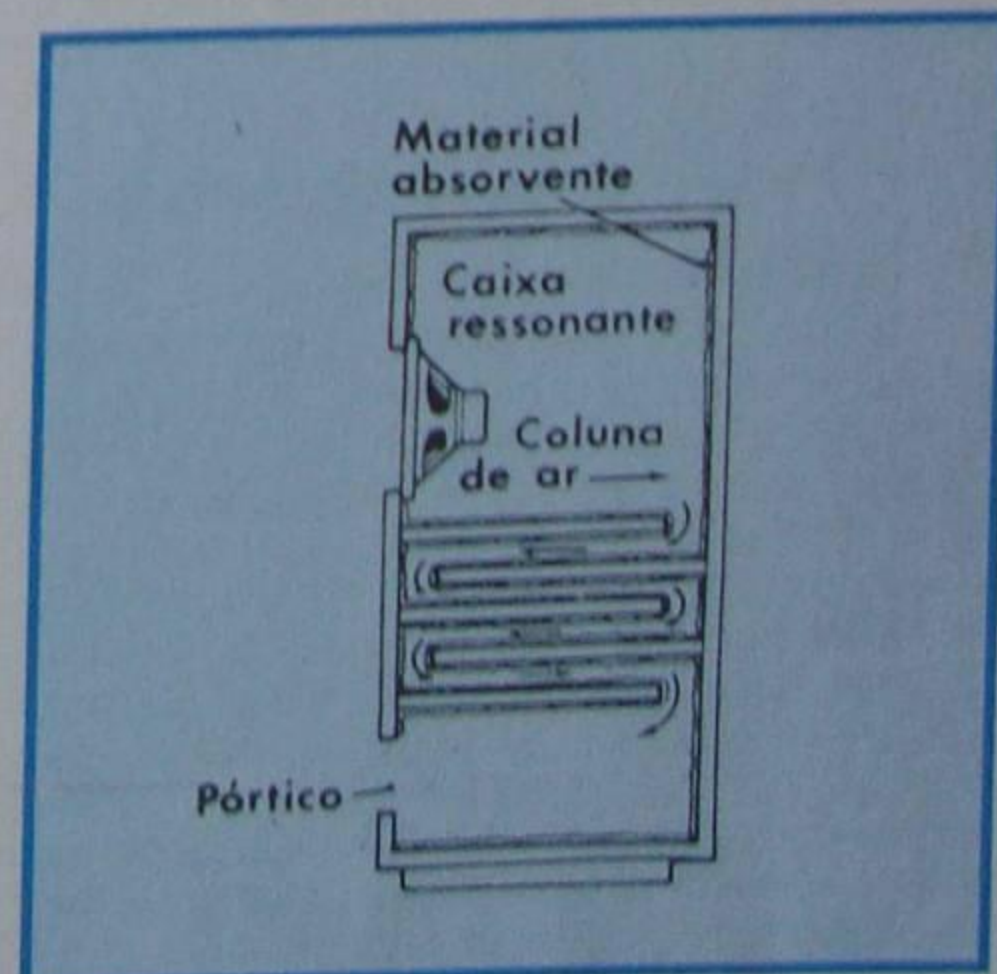 Material
absorvente
Caixa
ressonante
Coluna
de ar
Pórtico